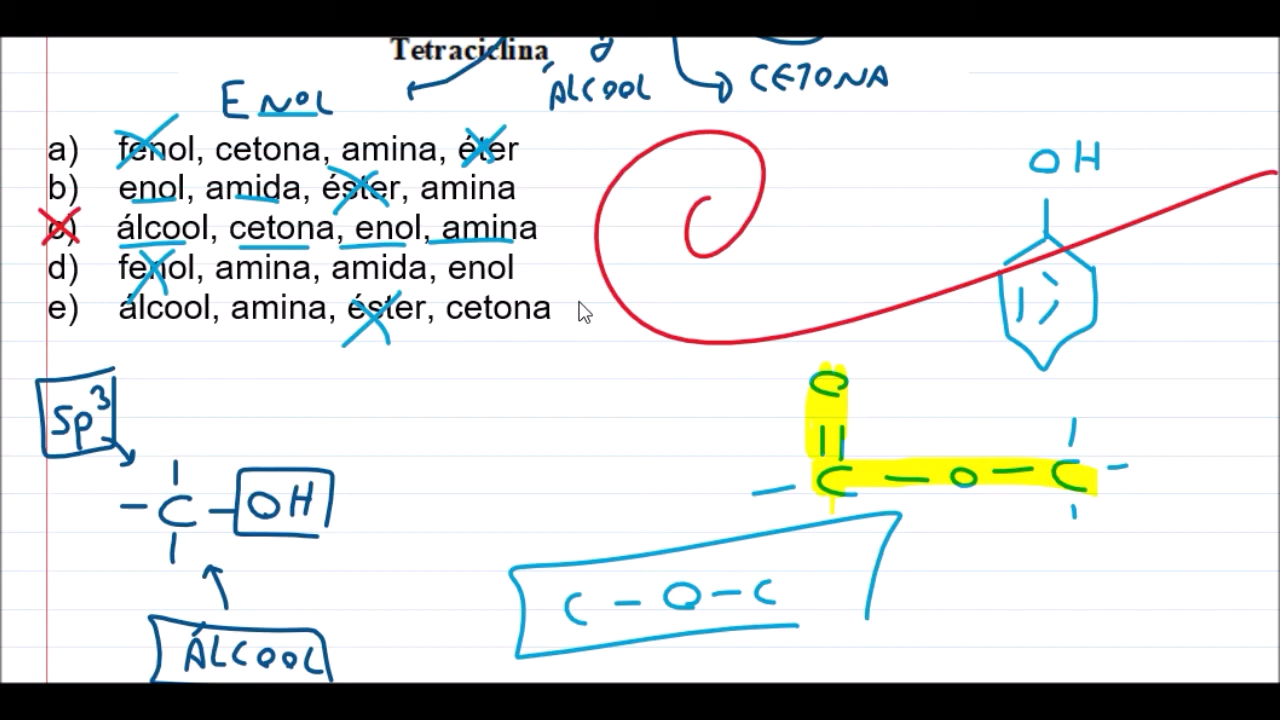 Tetraciclina
ENOL
ÁLCOOL
CETONA
a) fenol, cetona, amina, éter
b) enol, amida, éster, amina
c) álcool, cetona, enol, amina
d) fenol, amina, amida, enol
e) álcool, amina, éster, cetona
OH
Sp³
O
C - O - C
- C - OH
C - O - C
ÁLCOOL